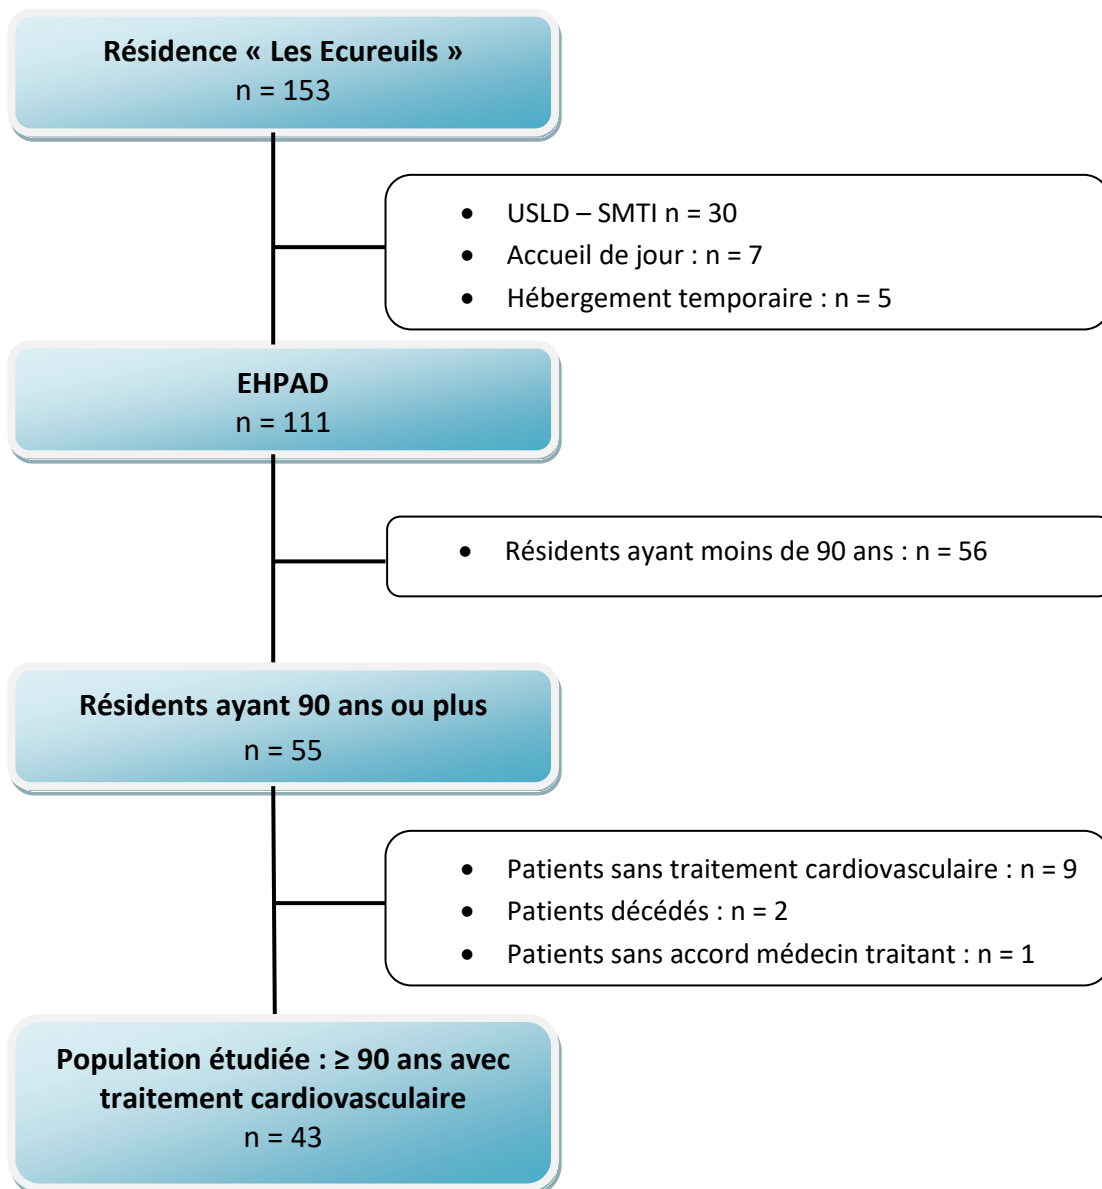 Résidence « Les Ecureuils »
n = 153
• USLD – SMTI n = 30
• Accueil de jour : n = 7
• Hébergement temporaire : n = 5
EHPAD
n = 111
• Résidents ayant moins de 90 ans : n = 56
Résidents ayant 90 ans ou plus
n = 55
• Patients sans traitement cardiovasculaire : n = 9
• Patients décédés : n = 2
• Patients sans accord médecin traitant : n = 1
Population étudiée : ≥ 90 ans avec
traitement cardiovasculaire
n = 43